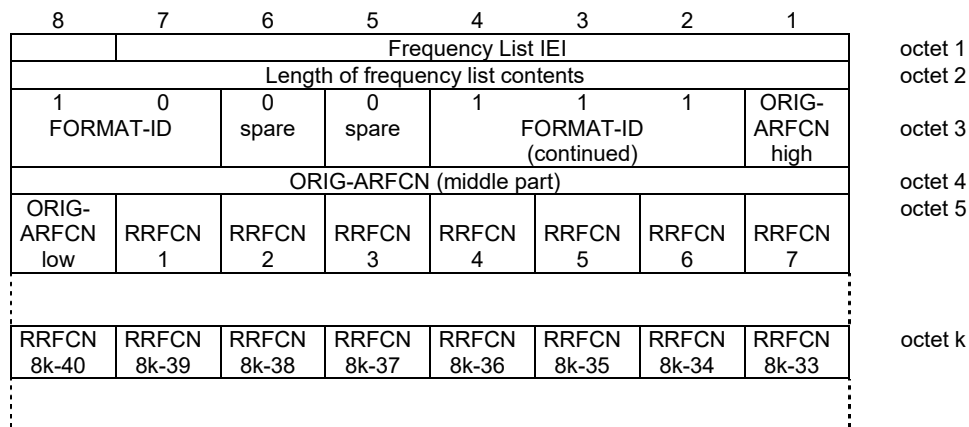 8 7 6 5 4 3 2 1
Frequency List IEI octet 1
Length of frequency list contents octet 2
1 0 0 0 1 1 1 ORIG-
FORMAT-ID spare spare FORMAT-ID ARFCN octet 3
(continued) high
ORIG-ARFCN (middle part) octet 4
ORIG- octet 5
ARFCN RRFCN RRFCN RRFCN RRFCN RRFCN RRFCN RRFCN
low 1 2 3 4 5 6 7
RRFCN RRFCN RRFCN RRFCN RRFCN RRFCN RRFCN RRFCN octet k
8k-40 8k-39 8k-38 8k-37 8k-36 8k-35 8k-34 8k-33